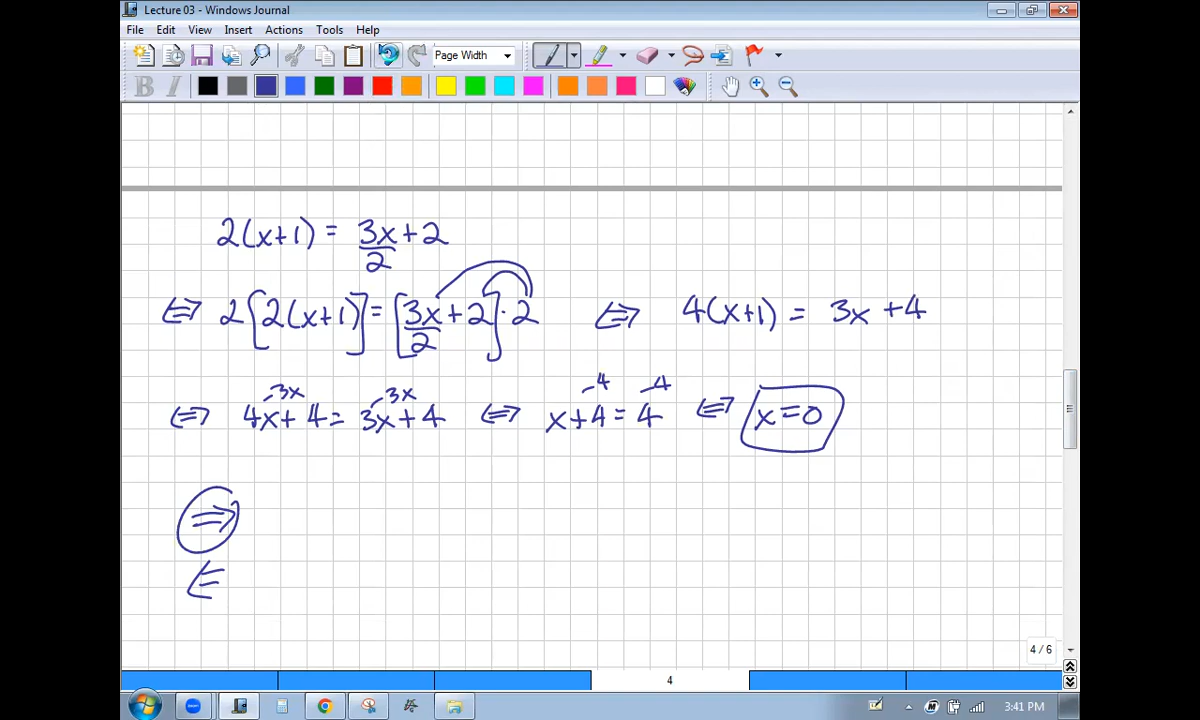 Lecture 03 - Windows Journal
File Edit View Insert Actions Tools Help
Page Width
B I
2(x+1) = 3x/2 + 2
⇔ 2[2(x+1)] = [3x/2 + 2]·2 ⇔ 4(x+1) = 3x+4
-3x -3x -4 -4
⇔ 4x+4 = 3x+4 ⇔ x+4 = 4 ⇔ x=0
⇒
⇐
4 / 6
4
3:41 PM